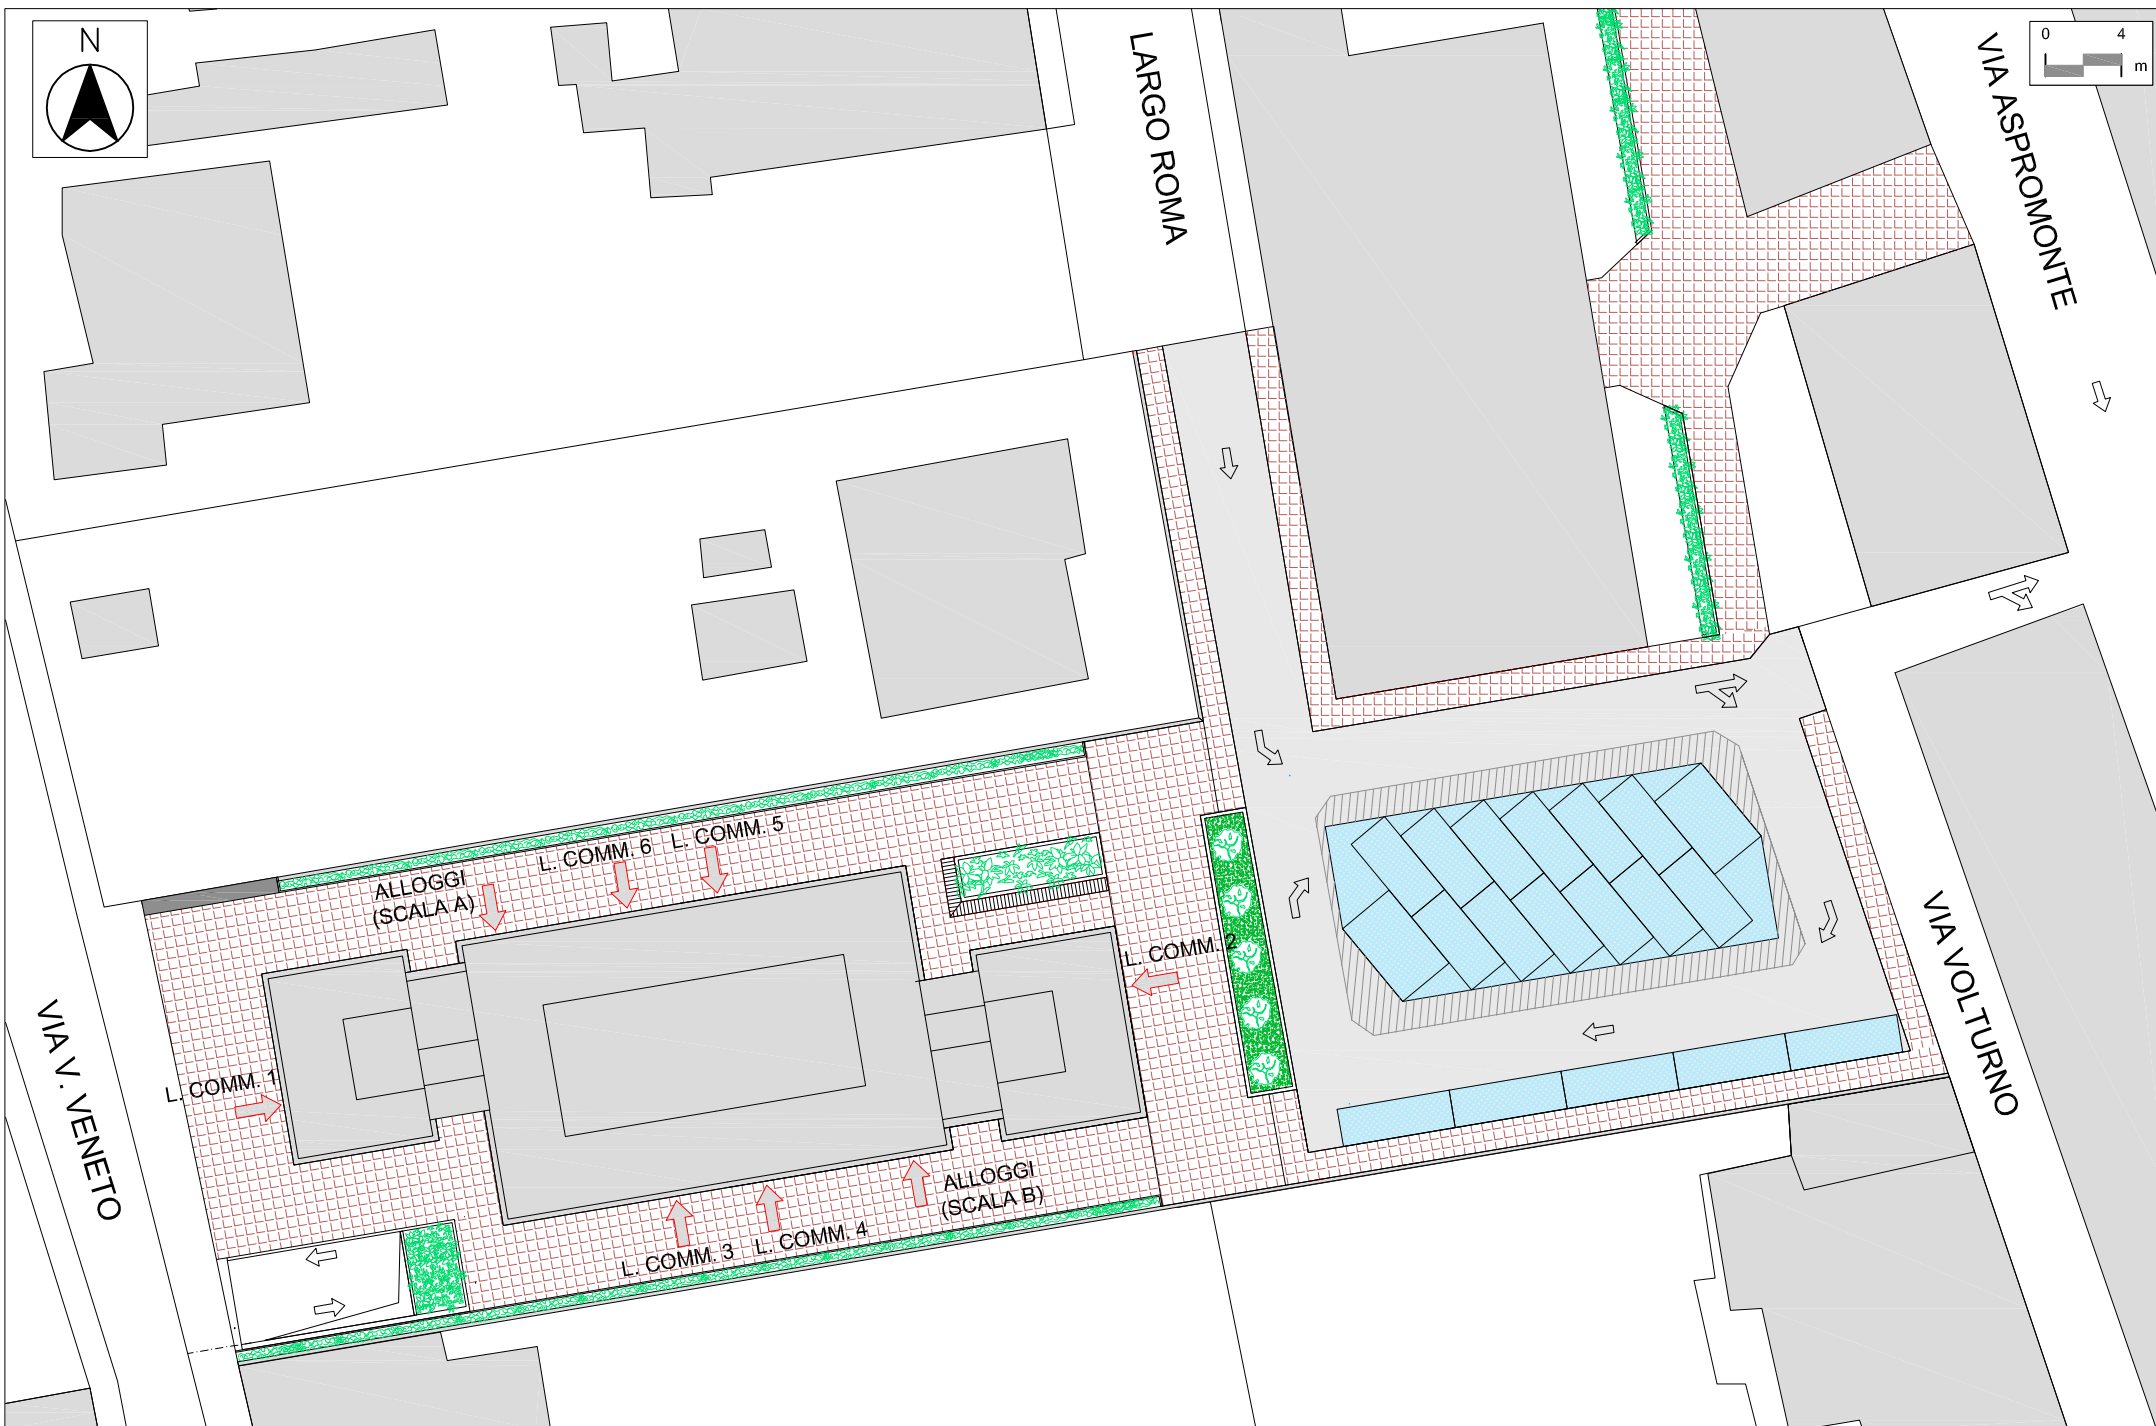 N
LARGO ROMA
VIA ASPROMONTE
0 4
m
L. COMM. 5
L. COMM. 6
ALLOGGI
(SCALA A)
L. COMM. 2
L. COMM. 1
VIA V. VENETO
VIA VOLTURNO
ALLOGGI
(SCALA B)
L. COMM. 4
L. COMM. 3